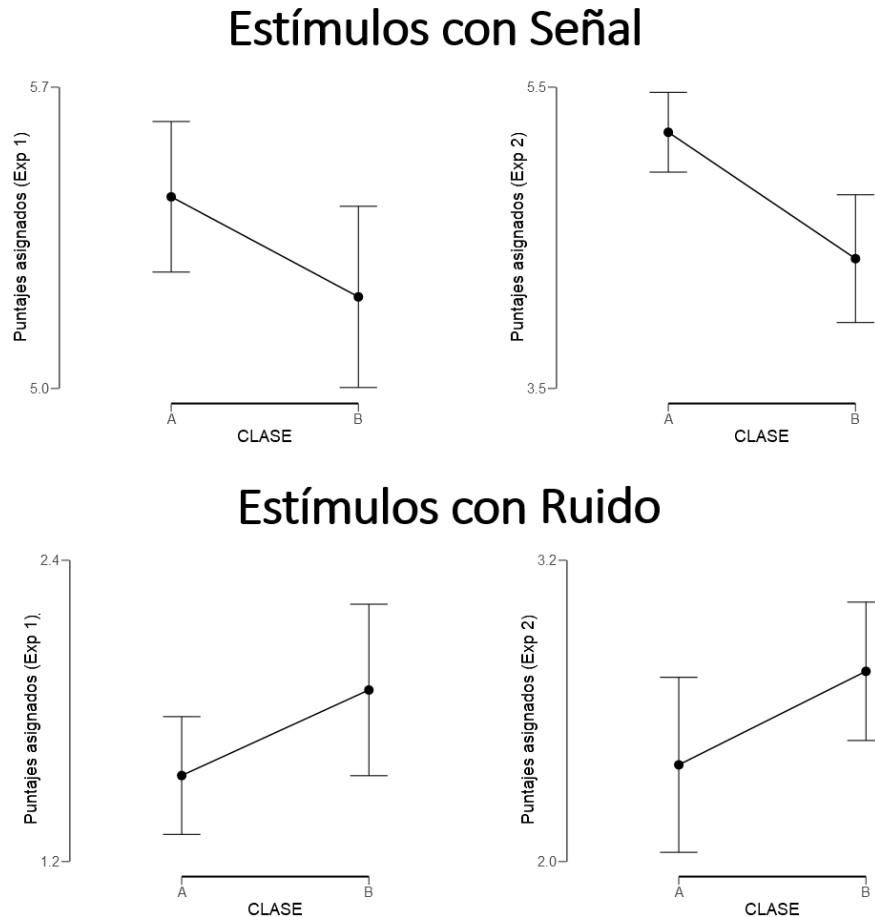 Estímulos con Señal
5.7
Puntajes asignados (Exp 1)
5.0
A
B
CLASE
5.5
Puntajes asignados (Exp 2)
3.5
A
B
CLASE
Estímulos con Ruido
2.4
Puntajes asignados (Exp 1).
1.2
A
B
CLASE
3.2
Puntajes asignados (Exp 2)
2.0
A
B
CLASE